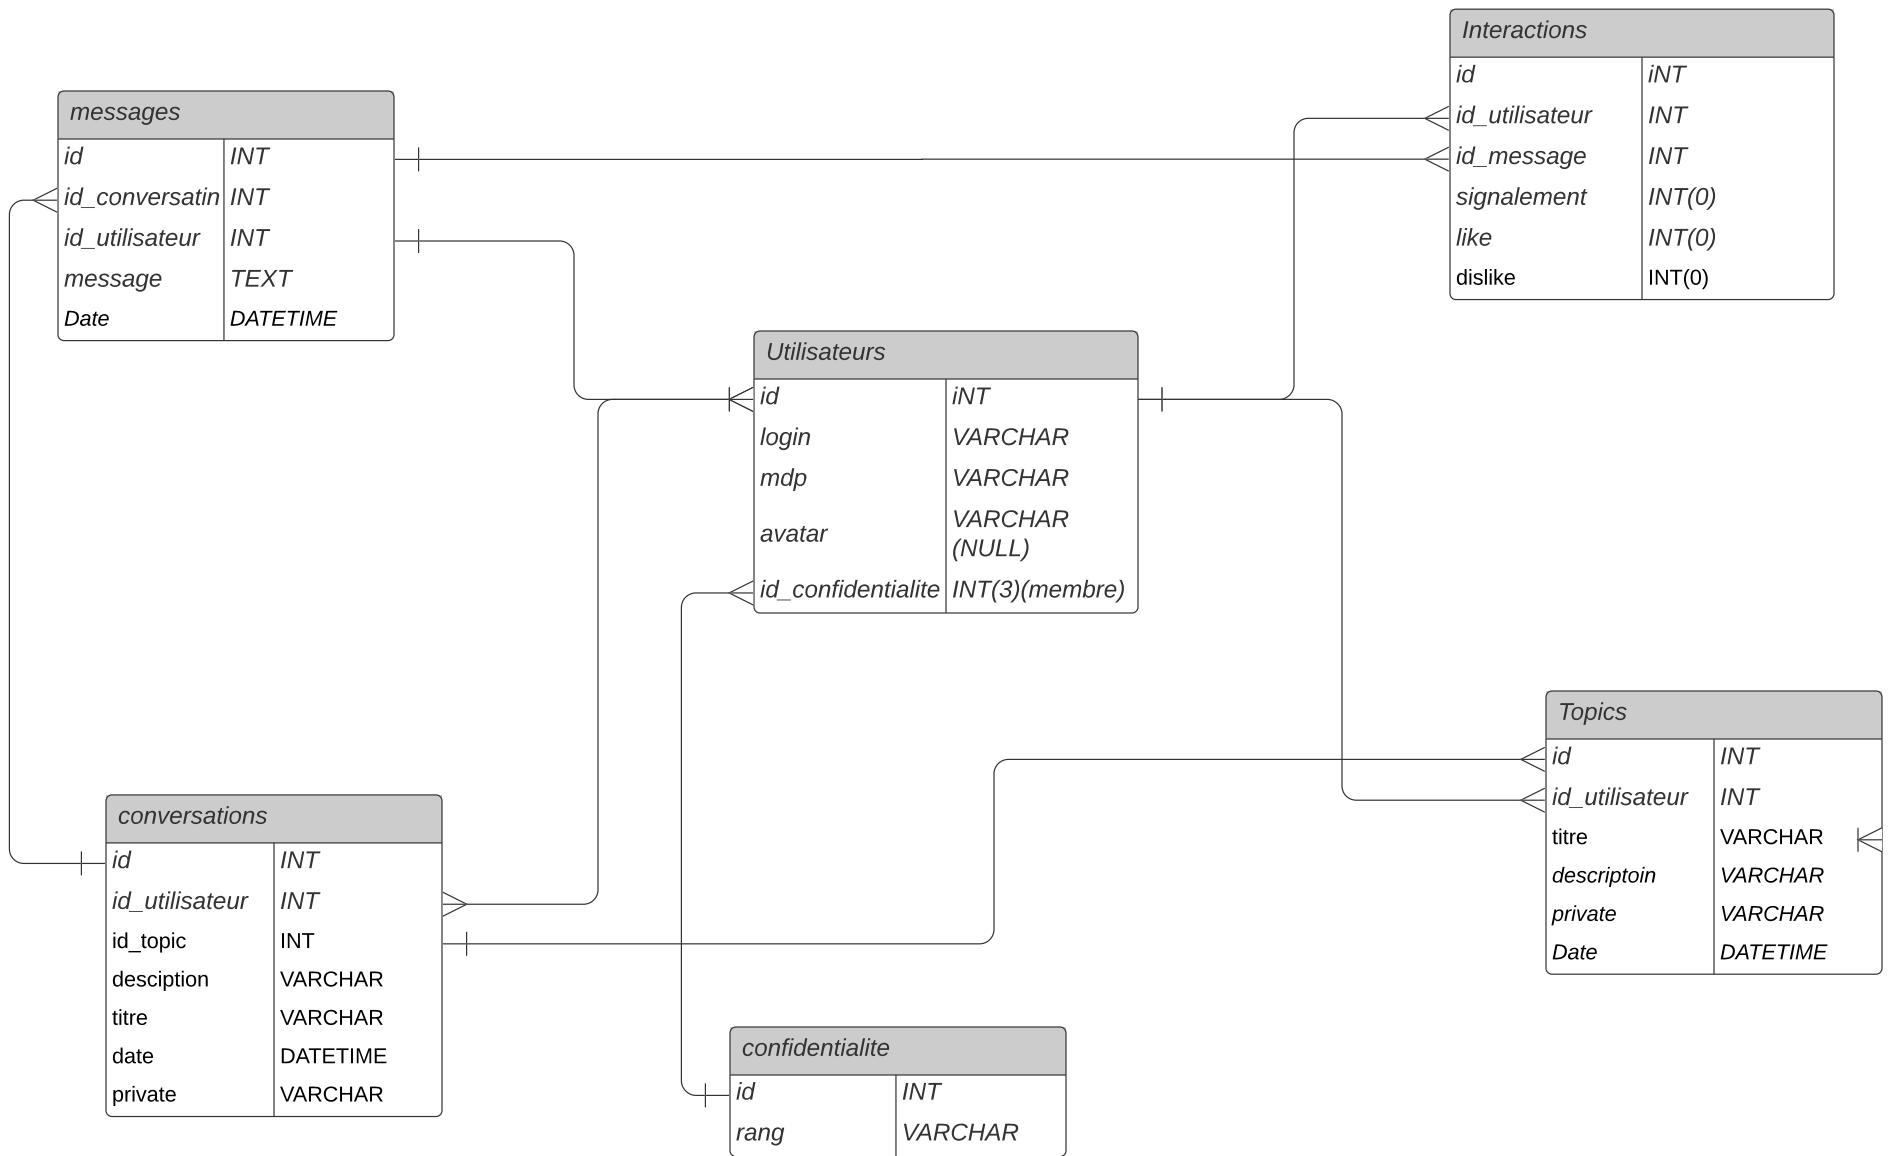 Interactions
id iNT
id_utilisateur INT
id_message INT
signalement INT(0)
like INT(0)
dislike INT(0)
messages
id INT
id_conversatin INT
id_utilisateur INT
message TEXT
Date DATETIME
Utilisateurs
id iNT
login VARCHAR
mdp VARCHAR
avatar VARCHAR
(NULL)
id_confidentialite INT(3)(membre)
Topics
id INT
id_utilisateur INT
titre VARCHAR
descriptoin VARCHAR
private VARCHAR
Date DATETIME
conversations
id INT
id_utilisateur INT
id_topic INT
desciption VARCHAR
titre VARCHAR
date DATETIME
private VARCHAR
confidentialite
id INT
rang VARCHAR